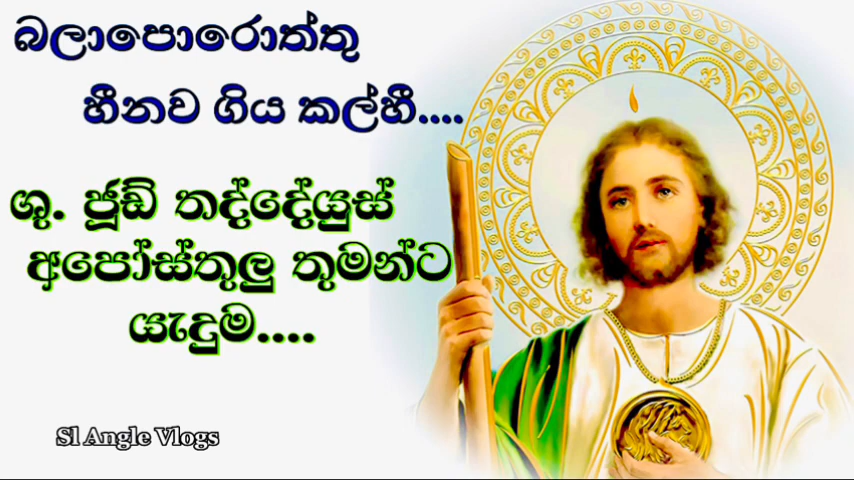 බලාපොරොත්තු
හීනව ගිය කල්හී....
ශු. ජූඩ් තද්දේයුස්
අපෝස්තුලු තුමන්ට
යැදුම....
Sl Angle Vlogs